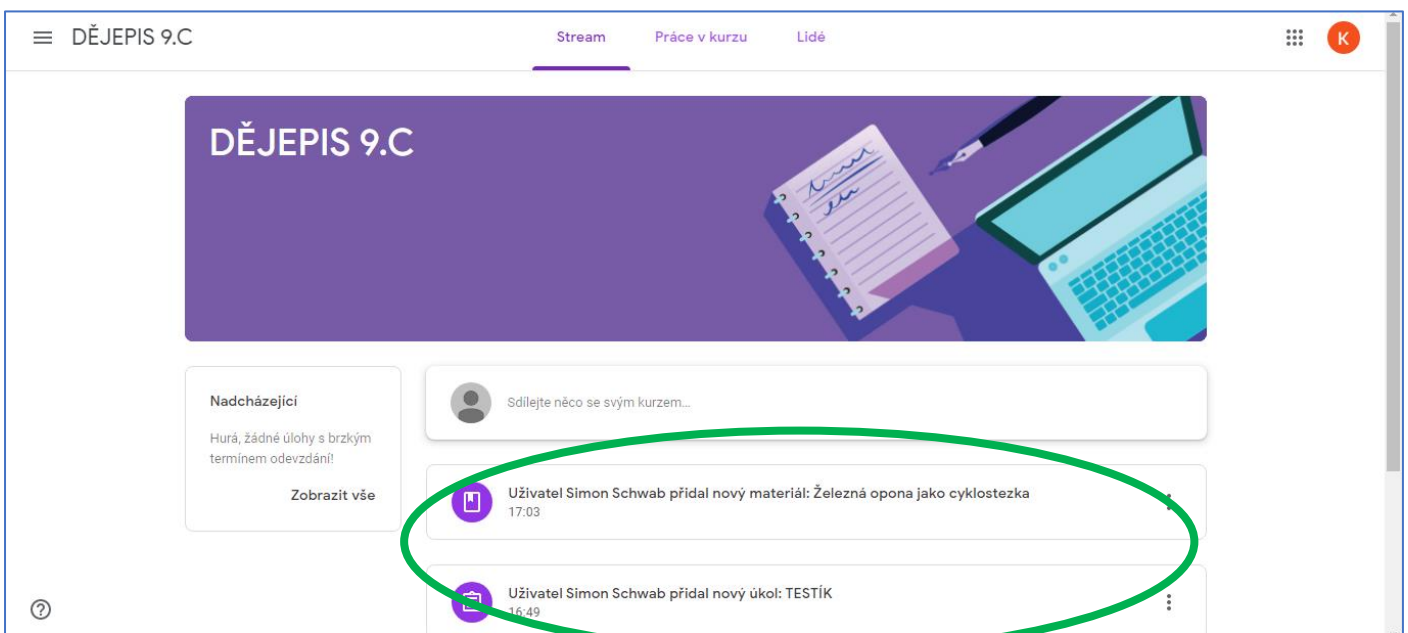 DĚJEPIS 9.C
Stream
Práce v kurzu
Lidé
K
DĚJEPIS 9.C
Nadcházející
Hurá, žádné úlohy s brzkým
termínem odevzdání!
Zobrazit vše
Sdílejte něco se svým kurzem...
Uživatel Simon Schwab přidal nový materiál: Železná opona jako cyklostezka
17:03
Uživatel Simon Schwab přidal nový úkol: TESTÍK
16:49